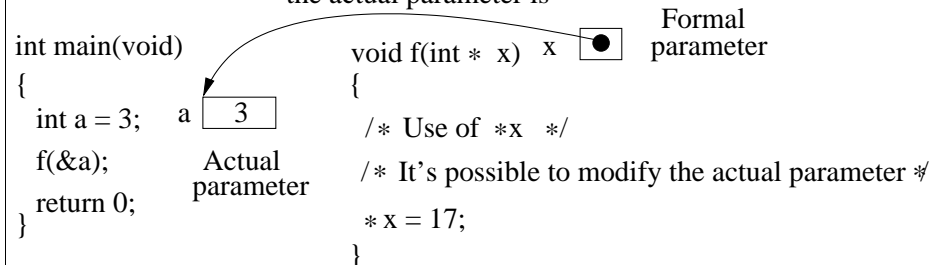 the actual parameter is
Formal
parameter
int main(void)
{
int a = 3;
f(&a);
return 0;
}
a 3
Actual
parameter
void f(int * x) x
{
/* Use of *x */
/* It's possible to modify the actual parameter */
* x = 17;
}